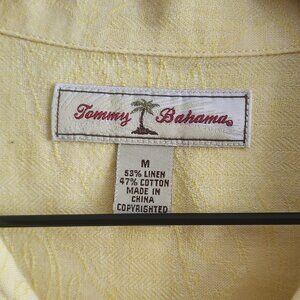 Tommy Bahama®
M
53% LINEN
47% COTTON
MADE IN
CHINA
COPYRIGHTED